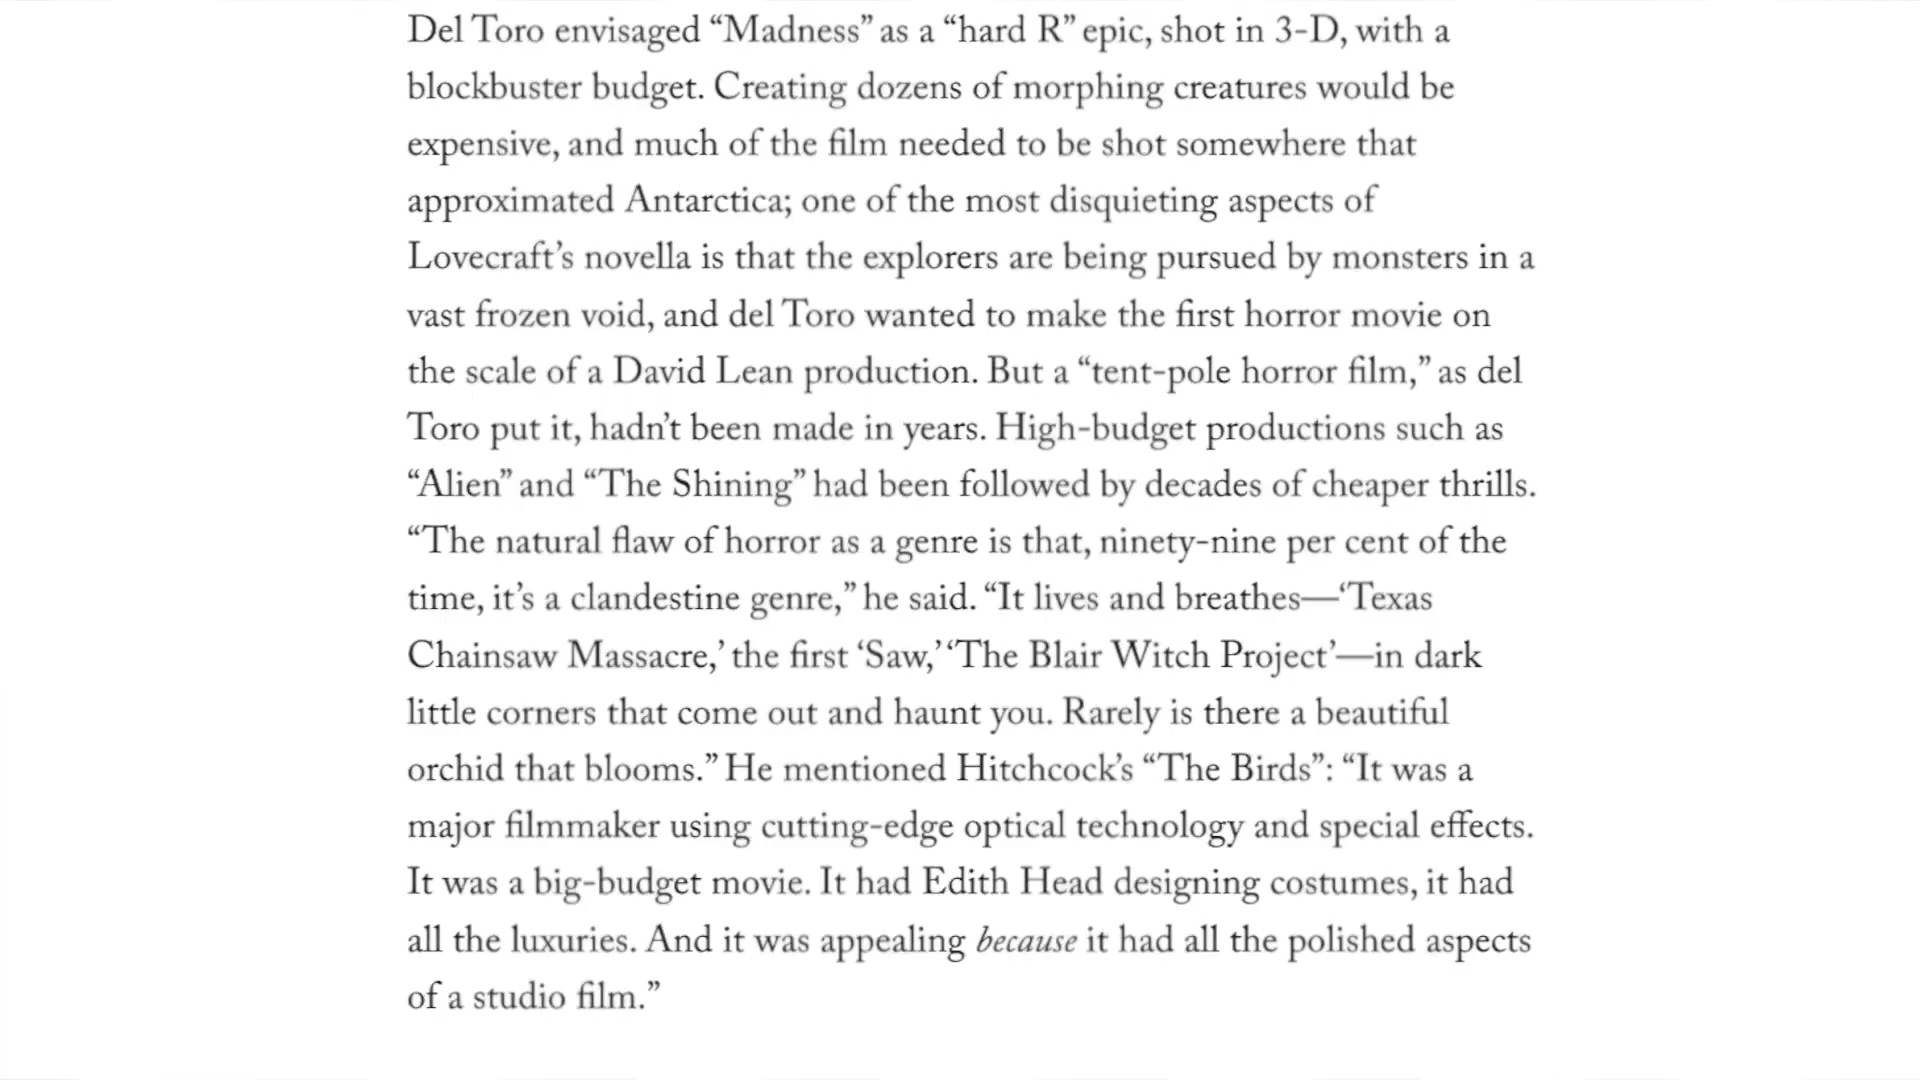 Del Toro envisaged “Madness” as a “hard R” epic, shot in 3-D, with a
blockbuster budget. Creating dozens of morphing creatures would be
expensive, and much of the film needed to be shot somewhere that
approximated Antarctica; one of the most disquieting aspects of
Lovecraft’s novella is that the explorers are being pursued by monsters in a
vast frozen void, and del Toro wanted to make the first horror movie on
the scale of a David Lean production. But a “tent-pole horror film,” as del
Toro put it, hadn’t been made in years. High-budget productions such as
“Alien” and “The Shining” had been followed by decades of cheaper thrills.
“The natural flaw of horror as a genre is that, ninety-nine per cent of the
time, it’s a clandestine genre,” he said. “It lives and breathes—‘Texas
Chainsaw Massacre,’ the first ‘Saw,’ ‘The Blair Witch Project’—in dark
little corners that come out and haunt you. Rarely is there a beautiful
orchid that blooms.” He mentioned Hitchcock’s “The Birds”: “It was a
major filmmaker using cutting-edge optical technology and special effects.
It was a big-budget movie. It had Edith Head designing costumes, it had
all the luxuries. And it was appealing because it had all the polished aspects
of a studio film.”